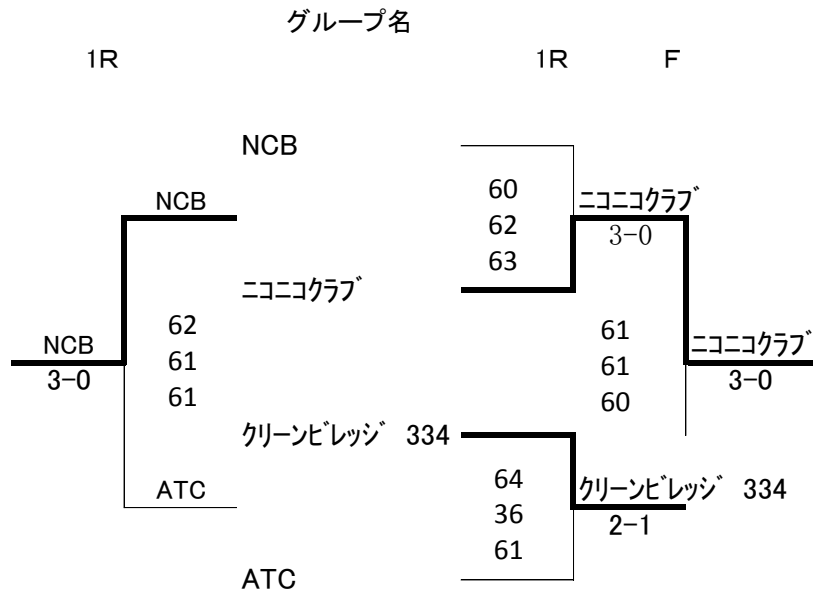 グループ名
1R 1R F
NCB
NCB
60
62
63
ニコニコクラブ
3-0
ニコニコクラブ
62
61
61
NCB
3-0
61
61
60
ニコニコクラブ
3-0
クリーンビレッジ 334
ATC
64
36
61
クリーンビレッジ 334
2-1
ATC